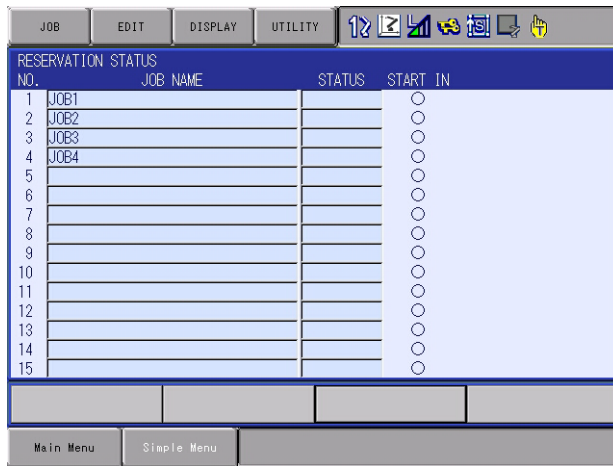 JOB EDIT DISPLAY UTILITY
RESERVATION STATUS
NO. JOB NAME STATUS START IN
1 JOB1
2 JOB2
3 JOB3
4 JOB4
5
6
7
8
9
10
11
12
13
14
15
Main Menu Simple Menu